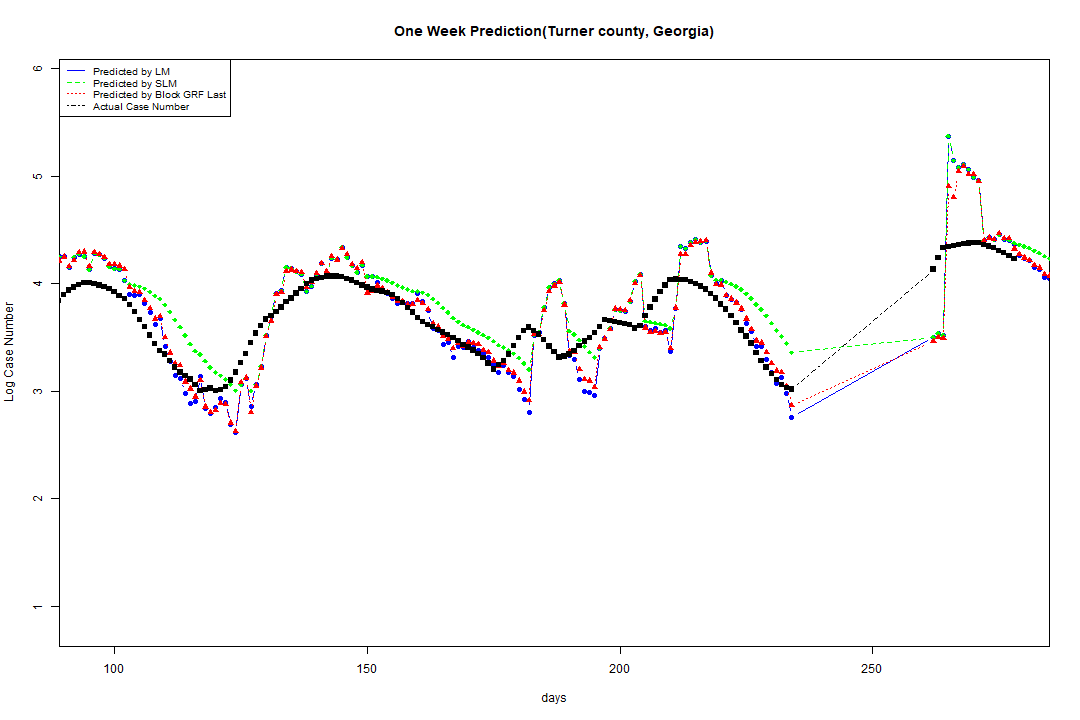 One Week Prediction(Turner county, Georgia)
Predicted by LM
Predicted by SLM
Predicted by Block GRF Last
Actual Case Number
Log Case Number
6
5
4
3
2
1
100
150
200
250
days